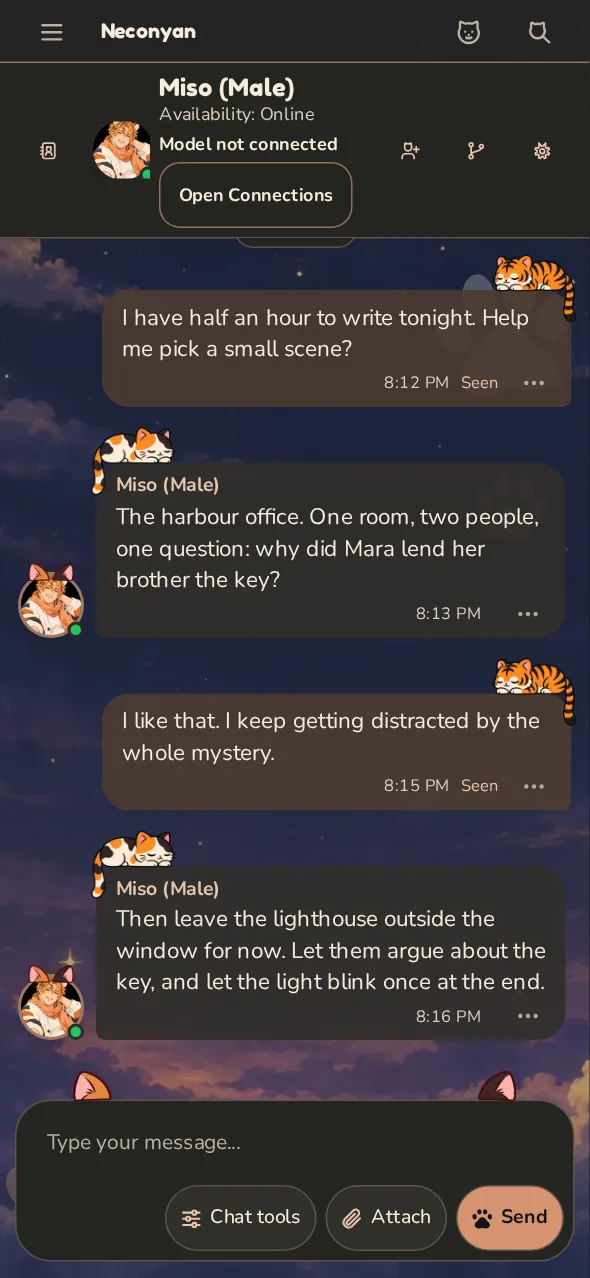 Neconyan
Miso (Male)
Availability: Online
Model not connected
Open Connections
I have half an hour to write tonight. Help
me pick a small scene?
8:12 PM Seen
Miso (Male)
The harbour office. One room, two people,
one question: why did Mara lend her
brother the key?
8:13 PM
I like that. I keep getting distracted by the
whole mystery.
8:15 PM Seen
Miso (Male)
Then leave the lighthouse outside the
window for now. Let them argue about the
key, and let the light blink once at the end.
8:16 PM
Type your message...
Chat tools
Attach
Send